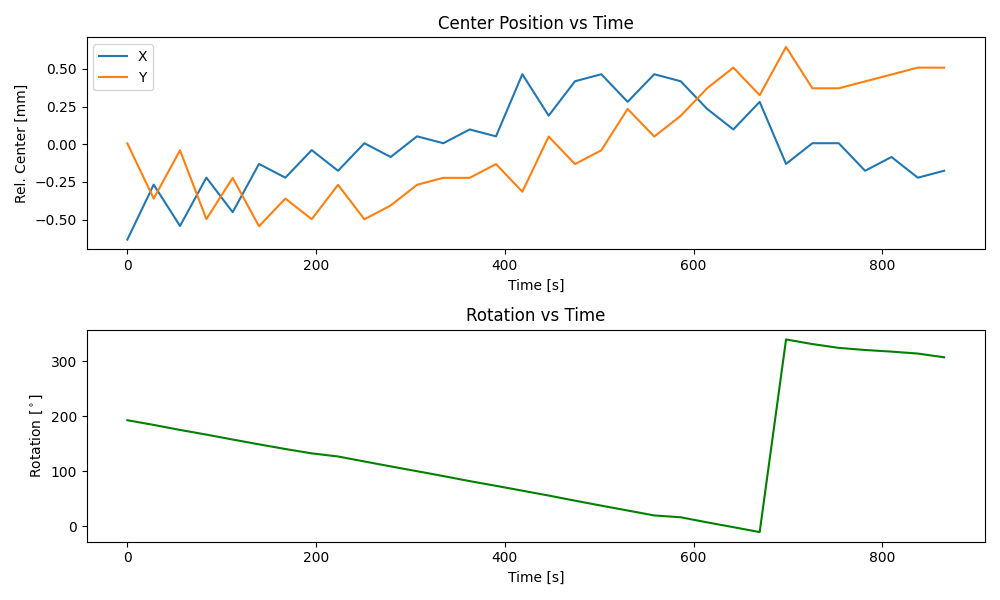 Center Position vs Time
X
Y
0.50
0.25
0.00
−0.25
−0.50
Rel. Center [mm]
0 200 400 600 800
Time [s]
Rotation vs Time
300
200
100
0
Rotation [°]
0 200 400 600 800
Time [s]